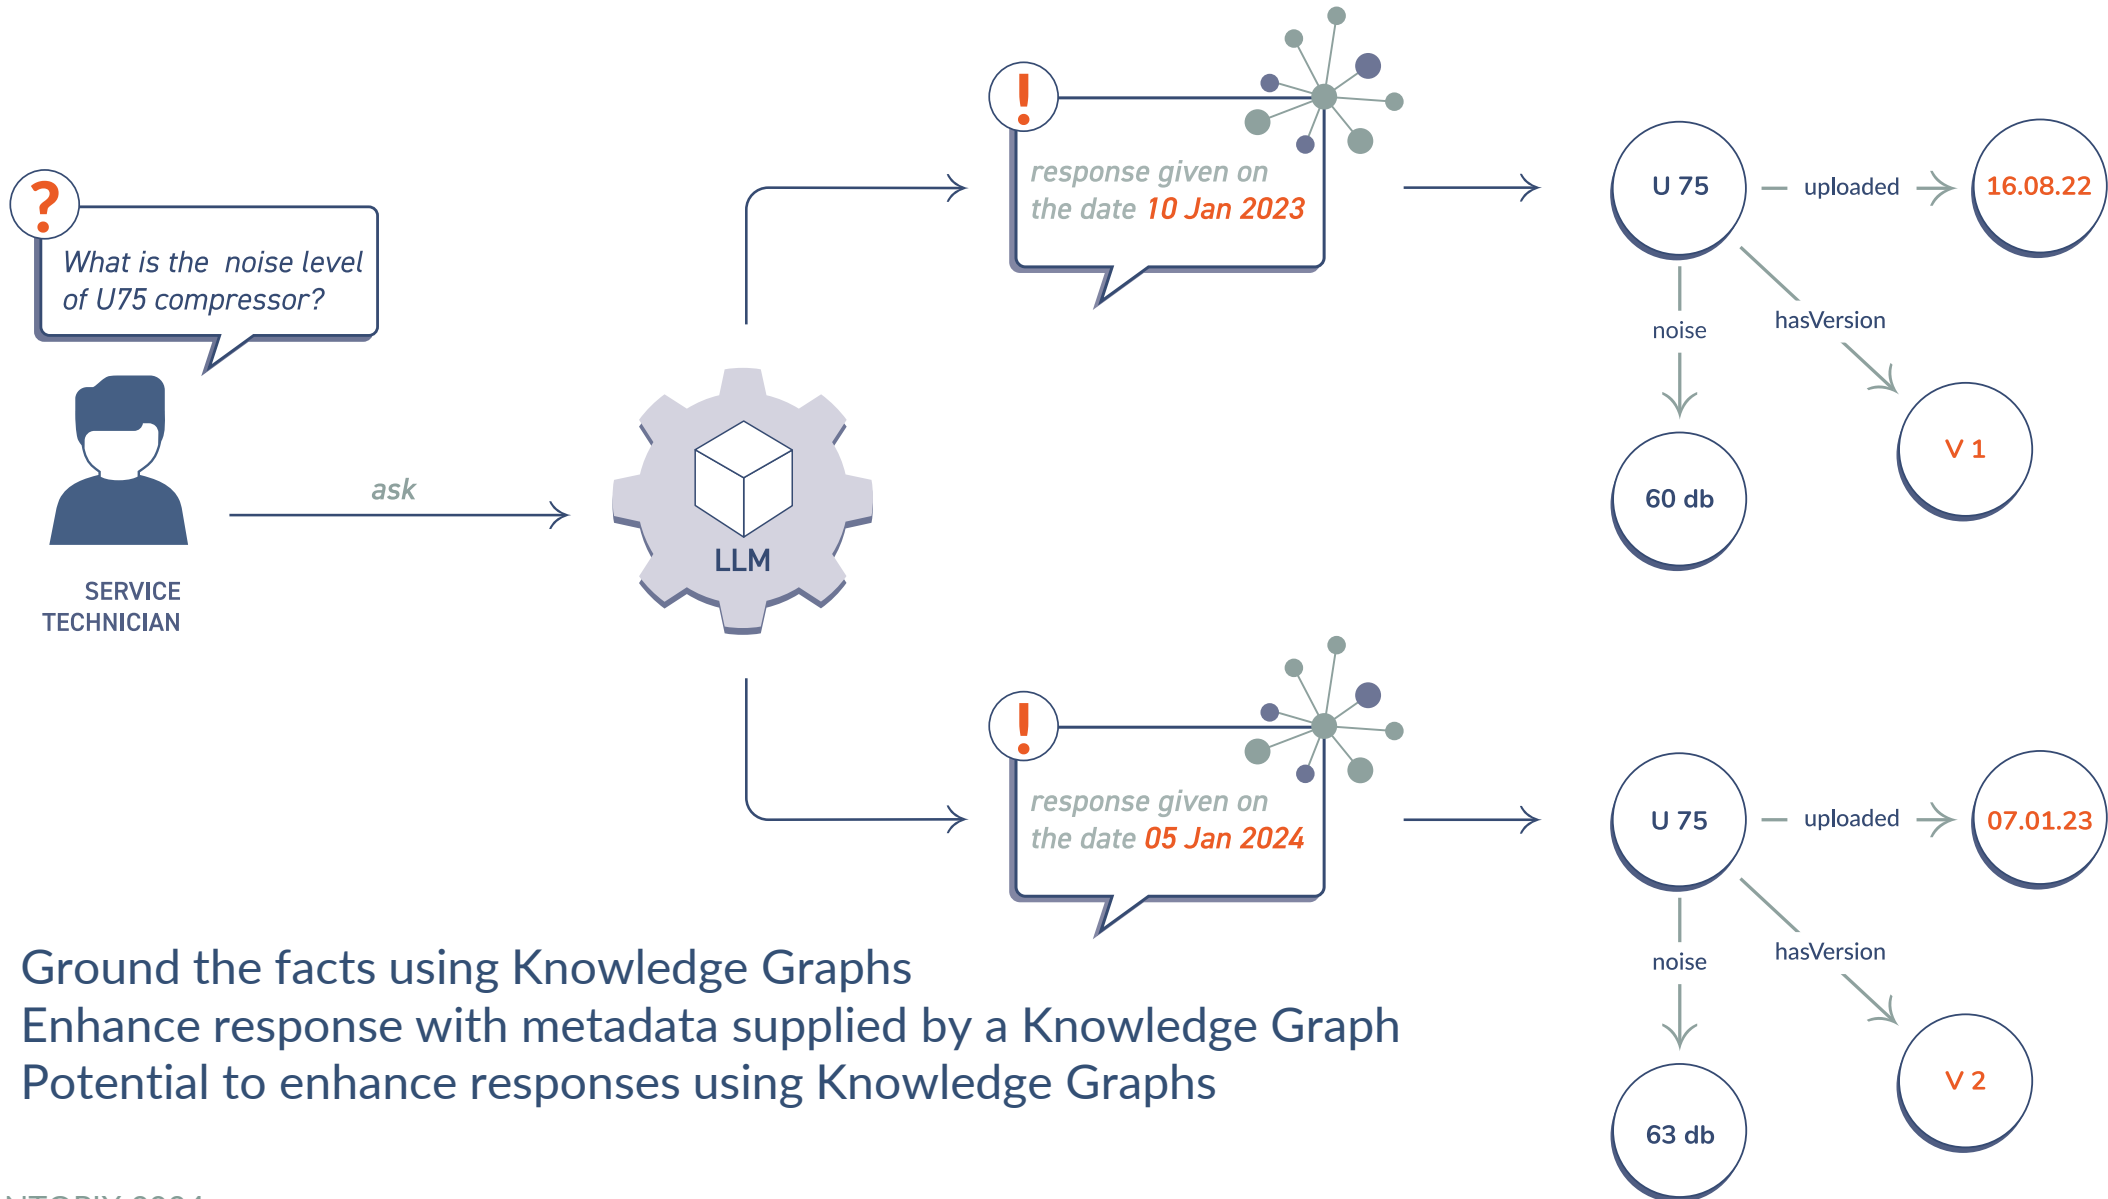 ?
What is the noise level
of U75 compressor?
SERVICE
TECHNICIAN
ask
LLM
!
response given on
the date 10 Jan 2023
U 75
uploaded
16.08.22
noise
hasVersion
60 db
V 1
!
response given on
the date 05 Jan 2024
U 75
uploaded
07.01.23
noise
hasVersion
63 db
V 2
Ground the facts using Knowledge Graphs
Enhance response with metadata supplied by a Knowledge Graph
Potential to enhance responses using Knowledge Graphs